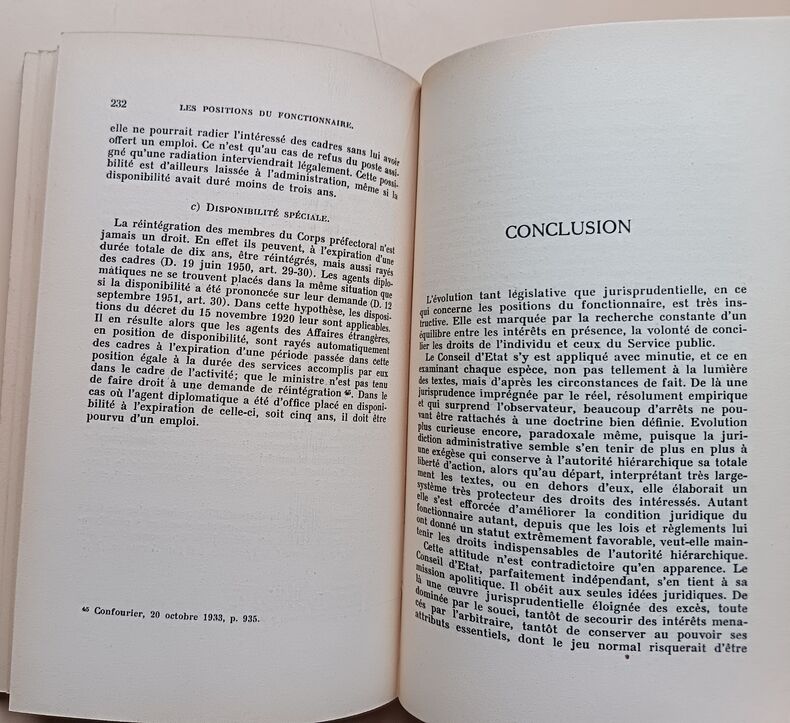 232
LES POSITIONS DU FONCTIONNAIRE.
elle ne pourrait radier l'intéressé des cadres sans lui avoir
offert un emploi. Ce n'est qu'au cas de refus du poste assi-
gné qu'une radiation interviendrait légalement. Cette possi-
bilité est d'ailleurs laissée à l'administration, même si la
disponibilité avait duré moins de trois ans.
c) DISPONIBILITÉ SPÉCIALE.
La réintégration des membres du Corps préfectoral n'est
jamais un droit. En effet ils peuvent, à l'expiration d'une
durée totale de dix ans, être réintégrés, mais aussi rayés
des cadres (D. 19 juin 1950, art. 29-30). Les agents diplo-
matiques ne se trouvent placés dans la même situation que
si la disponibilité a été prononcée sur leur demande (D. 12
septembre 1951, art. 30). Dans cette hypothèse, les disposi-
tions du décret du 15 novembre 1920 leur sont applicables.
Il en résulte alors que les agents des Affaires étrangères,
en position de disponibilité, sont rayés automatiquement
des cadres à l'expiration d'une période passée dans cette
position égale à la durée des services accomplis par eux
dans le cadre de l'activité; que le ministre n'est pas tenu
de faire droit à une demande de réintégration 45. Dans le
cas où l'agent diplomatique a été d'office placé en disponi-
bilité à l'expiration de celle-ci, soit cinq ans, il doit être
pourvu d'un emploi.
45 Confourier, 20 octobre 1933, p. 935.
CONCLUSION
L'évolution tant législative que jurisprudentielle, en ce
qui concerne les positions du fonctionnaire, est très ins-
tructive. Elle est marquée par la recherche constante d'un
équilibre entre les intérêts en présence, la volonté de conci-
lier les droits de l'individu et ceux du Service public.
Le Conseil d'Etat s'y est appliqué avec minutie, et ce en
examinant chaque espèce, non pas tellement à la lumière
des textes, mais d'après les circonstances de fait. De là une
jurisprudence imprégnée par le réel, résolument empirique
et qui surprend l'observateur, beaucoup d'arrêts ne pou-
vant être rattachés à une doctrine bien définie. Evolution
plus curieuse encore, paradoxale même, puisque la juri-
diction administrative semble s'en tenir de plus en plus à
une exégèse qui conserve à l'autorité hiérarchique sa totale
liberté d'action, alors qu'au départ, interprétant très large-
ment les textes, ou en dehors d'eux, elle élaborait un
système très protecteur des droits des intéressés. Autant
elle s'est efforcée d'améliorer la condition juridique du
fonctionnaire autant, depuis que les lois et règlements lui
ont donné un statut extrêmement favorable, veut-elle main-
tenir les droits indispensables de l'autorité hiérarchique.
Cette attitude n'est contradictoire qu'en apparence. Le
Conseil d'Etat, parfaitement indépendant, s'en tient à sa
mission apolitique. Il obéit aux seules idées juridiques. De
là une œuvre jurisprudentielle éloignée des excès, toute
dominée par le souci, tantôt de secourir des intérêts mena-
cés par l'arbitraire, tantôt de conserver au pouvoir ses
attributs essentiels, dont le jeu normal risquerait d'être